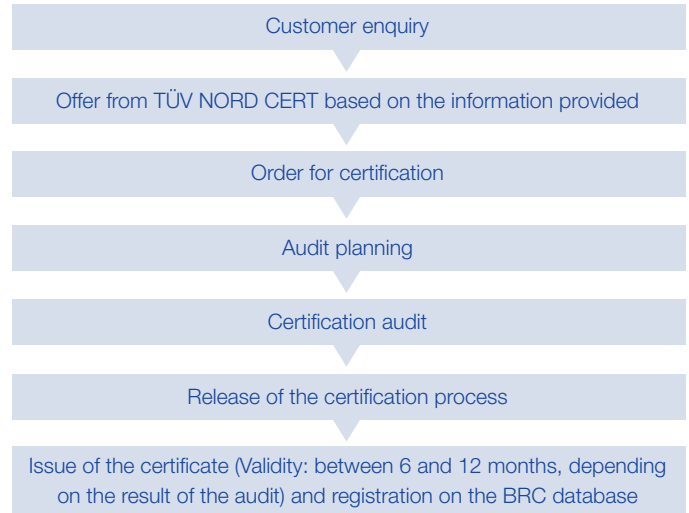 Customer enquiry
Offer from TÜV NORD CERT based on the information provided
Order for certification
Audit planning
Certification audit
Release of the certification process
Issue of the certificate (Validity: between 6 and 12 months, depending
on the result of the audit) and registration on the BRC database